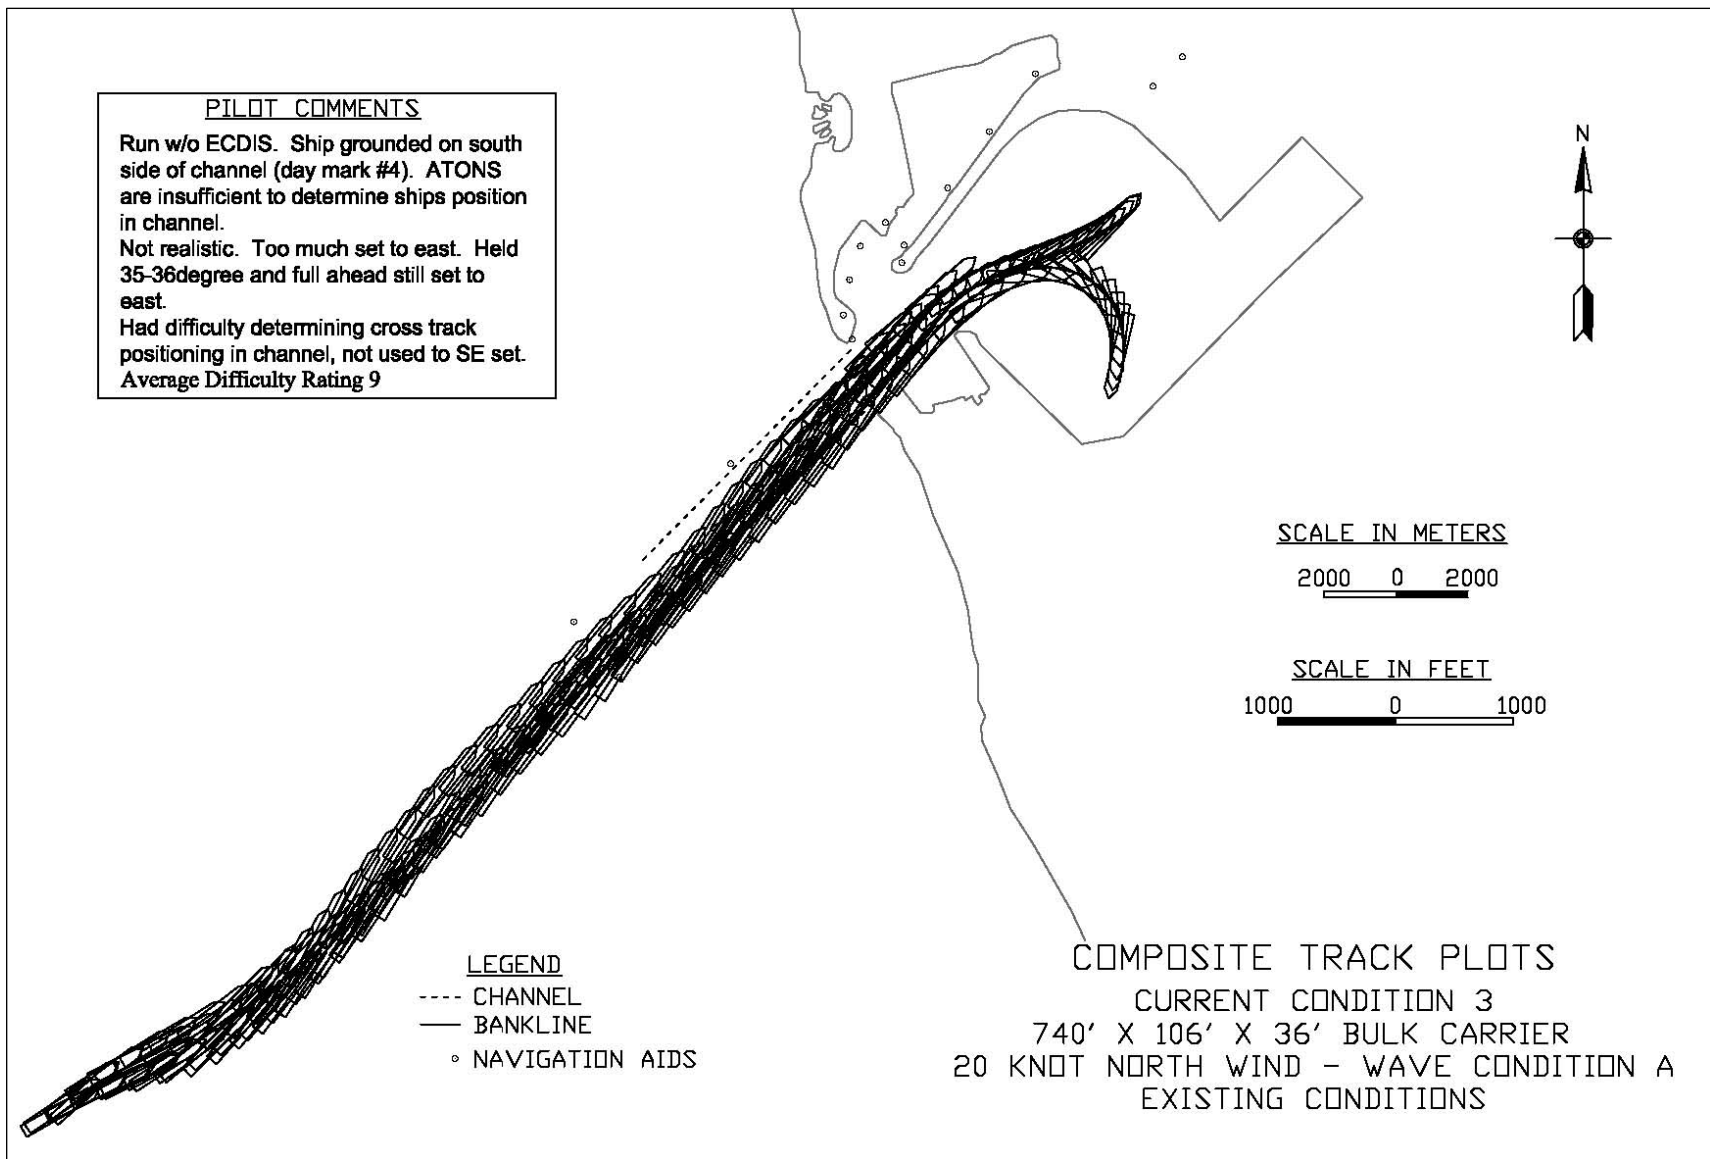 PILOT COMMENTS
Run w/o ECDIS. Ship grounded on south
side of channel (day mark #4). ATONS
are insufficient to determine ships position
in channel.
Not realistic. Too much set to east. Held
35-36degree and full ahead still set to
east.
Had difficulty determining cross track
positioning in channel, not used to SE set.
Average Difficulty Rating 9
N
SCALE IN METERS
2000 0 2000
SCALE IN FEET
1000 0 1000
LEGEND
CHANNEL
BANKLINE
NAVIGATION AIDS
COMPOSITE TRACK PLOTS
CURRENT CONDITION 3
740' X 106' X 36' BULK CARRIER
20 KNOT NORTH WIND - WAVE CONDITION A
EXISTING CONDITIONS